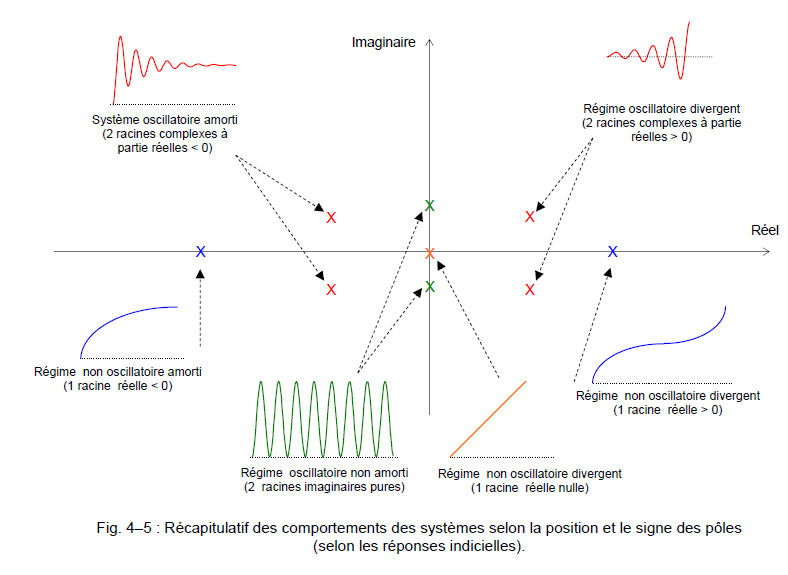 Imaginaire
Système oscillatoire amorti
(2 racines complexes à
partie réelles < 0)
Régime oscillatoire divergent
(2 racines complexes à partie
réelles > 0)
X
X
X
X
Réel
X
X
X
X
X
X
Régime non oscillatoire amorti
(1 racine réelle < 0)
Régime non oscillatoire divergent
(1 racine réelle > 0)
Régime oscillatoire non amorti
(2 racines imaginaires pures)
Régime non oscillatoire divergent
(1 racine réelle nulle)
Fig. 4–5 : Récapitulatif des comportements des systèmes selon la position et le signe des pôles
(selon les réponses indicielles).